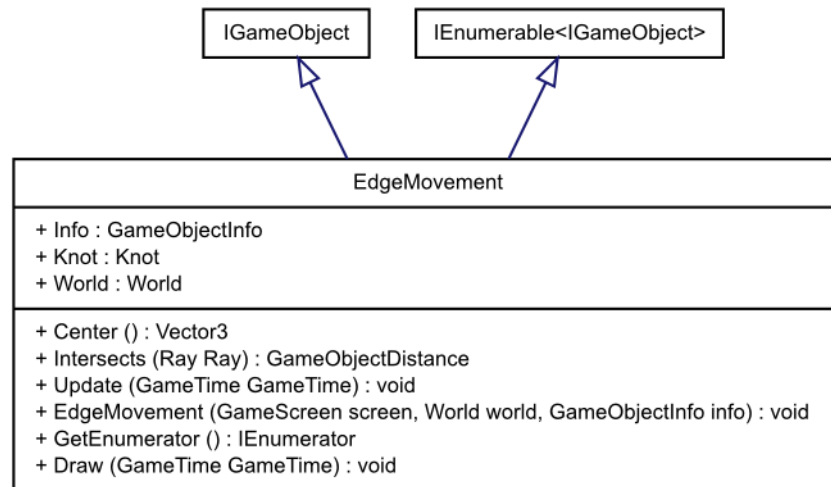 IGameObject
IEnumerable<IGameObject>
EdgeMovement
+ Info : GameObjectInfo
+ Knot : Knot
+ World : World
+ Center () : Vector3
+ Intersects (Ray Ray) : GameObjectDistance
+ Update (GameTime GameTime) : void
+ EdgeMovement (GameScreen screen, World world, GameObjectInfo info) : void
+ GetEnumerator () : IEnumerator
+ Draw (GameTime GameTime) : void